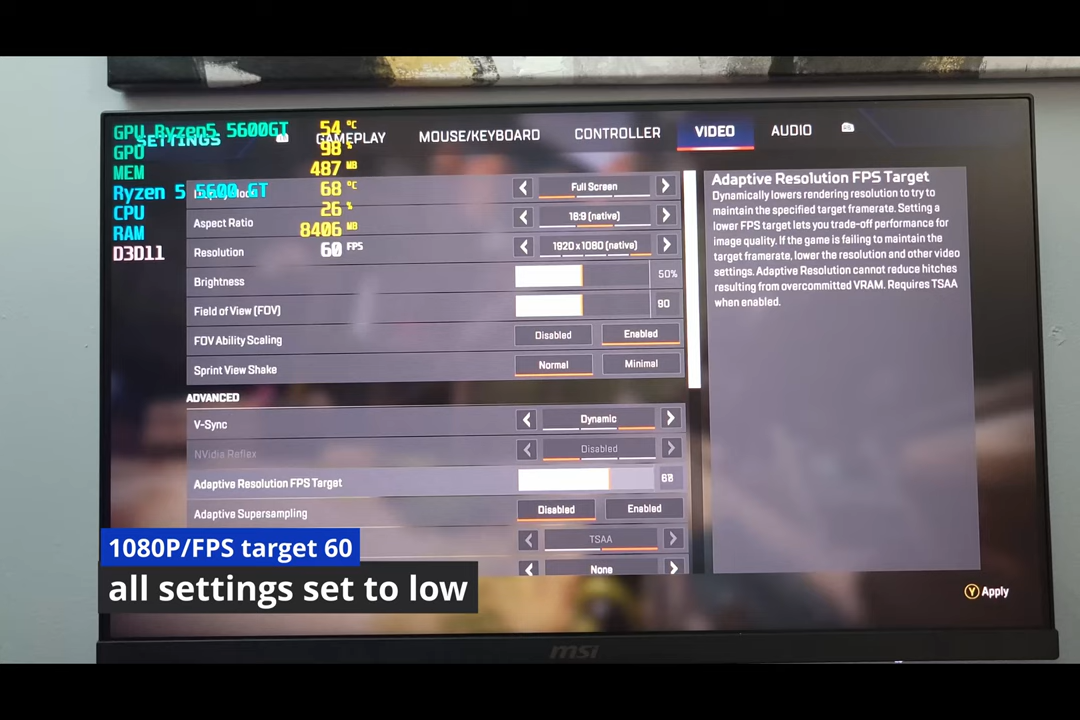 GPU Ryzen5 5600GT 54 °C
GPU 98 %
MEM 487 MB
Ryzen 5 5600 GT 68 °C
CPU 26 %
RAM 8406 MB
D3D11 60 FPS
SETTINGS GAMEPLAY MOUSE/KEYBOARD CONTROLLER VIDEO AUDIO
Full Screen
Aspect Ratio 16:9 (native)
Resolution 1920 x 1080 (native)
Brightness 50%
Field of View (FOV) 90
FOV Ability Scaling Disabled Enabled
Sprint View Shake Normal Minimal
ADVANCED
V-Sync Dynamic
NVidia Reflex Disabled
Adaptive Resolution FPS Target 60
Adaptive Supersampling Disabled Enabled
TSAA
None
Adaptive Resolution FPS Target
Dynamically lowers rendering resolution to try to
maintain the specified target framerate. Setting a
lower FPS target lets you trade-off performance for
image quality. If the game is failing to maintain the
target framerate, lower the resolution and other video
settings. Adaptive Resolution cannot reduce hitches
resulting from overcommitted VRAM. Requires TSAA
when enabled.
Y Apply
1080P/FPS target 60
all settings set to low
msi